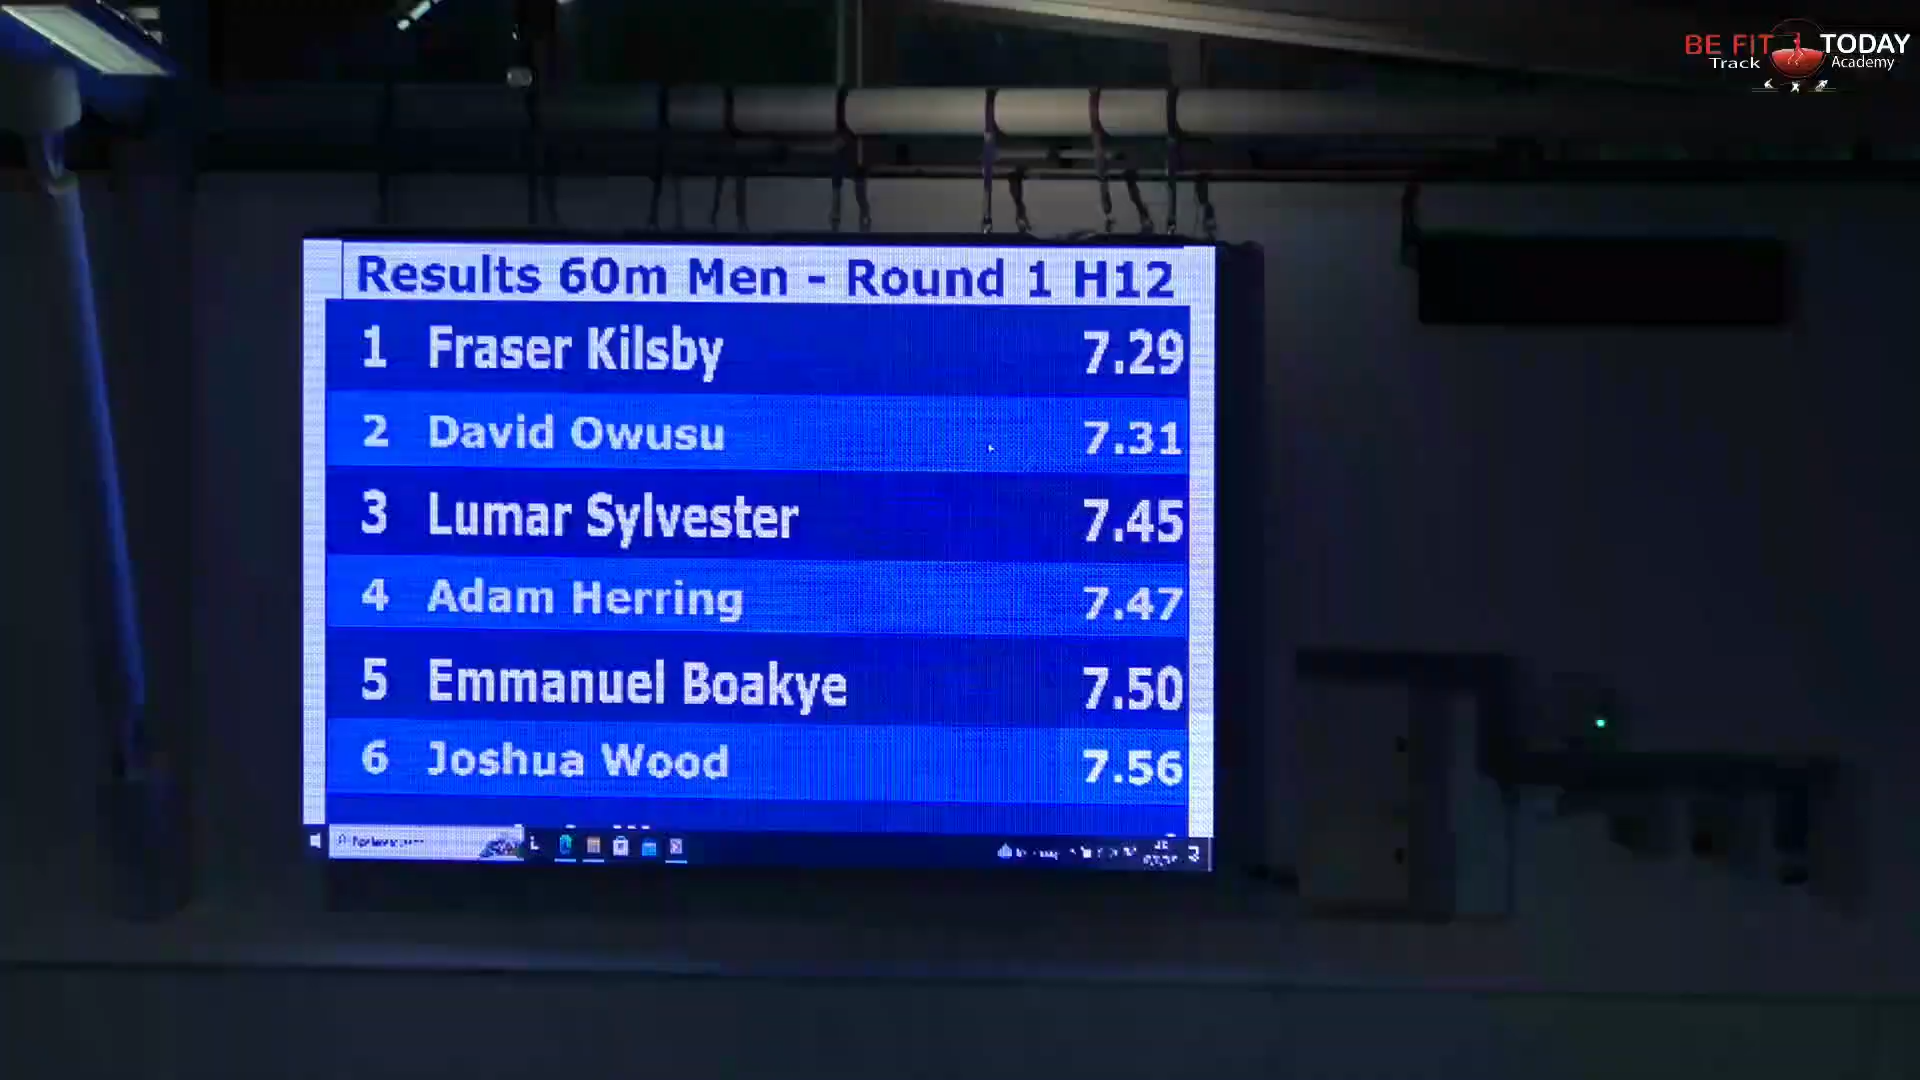 BE FIT TODAY
Track Academy
Results 60m Men - Round 1 H12
1 Fraser Kilsby 7.29
2 David Owusu 7.31
3 Lumar Sylvester 7.45
4 Adam Herring 7.47
5 Emmanuel Boakye 7.50
6 Joshua Wood 7.56